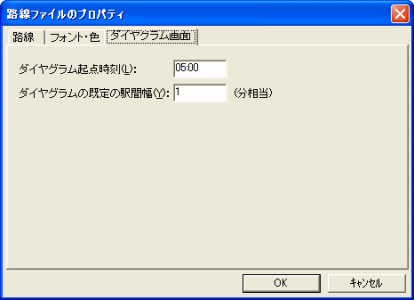 路線ファイルのプロパティ
路線 フォント・色 ダイヤグラム画面
ダイヤグラム起点時刻(L): 05:00
ダイヤグラムの既定の駅間幅(Y): 1 (分相当)
OK キャンセル